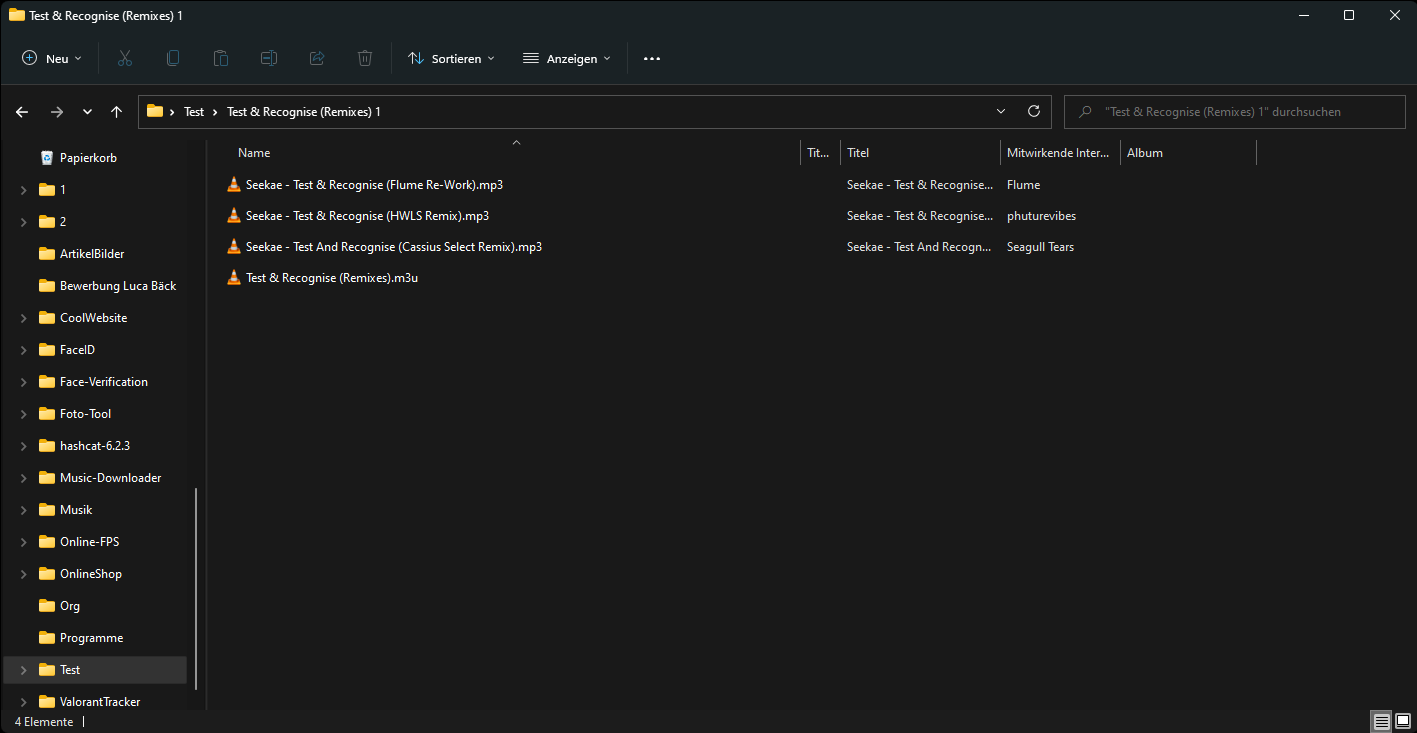 Test & Recognise (Remixes) 1
Neu
Sortieren
Anzeigen
Test
Test & Recognise (Remixes) 1
"Test & Recognise (Remixes) 1" durchsuchen
Papierkorb
1
2
ArtikelBilder
Bewerbung Luca Bäck
CoolWebsite
FaceID
Face-Verification
Foto-Tool
hashcat-6.2.3
Music-Downloader
Musik
Online-FPS
OnlineShop
Org
Programme
Test
ValorantTracker
Name Tit... Titel Mitwirkende Inter... Album
Seekae - Test & Recognise (Flume Re-Work).mp3 Seekae - Test & Recognise... Flume
Seekae - Test & Recognise (HWLS Remix).mp3 Seekae - Test & Recognise... phuturevibes
Seekae - Test And Recognise (Cassius Select Remix).mp3 Seekae - Test And Recogn... Seagull Tears
Test & Recognise (Remixes).m3u
4 Elemente